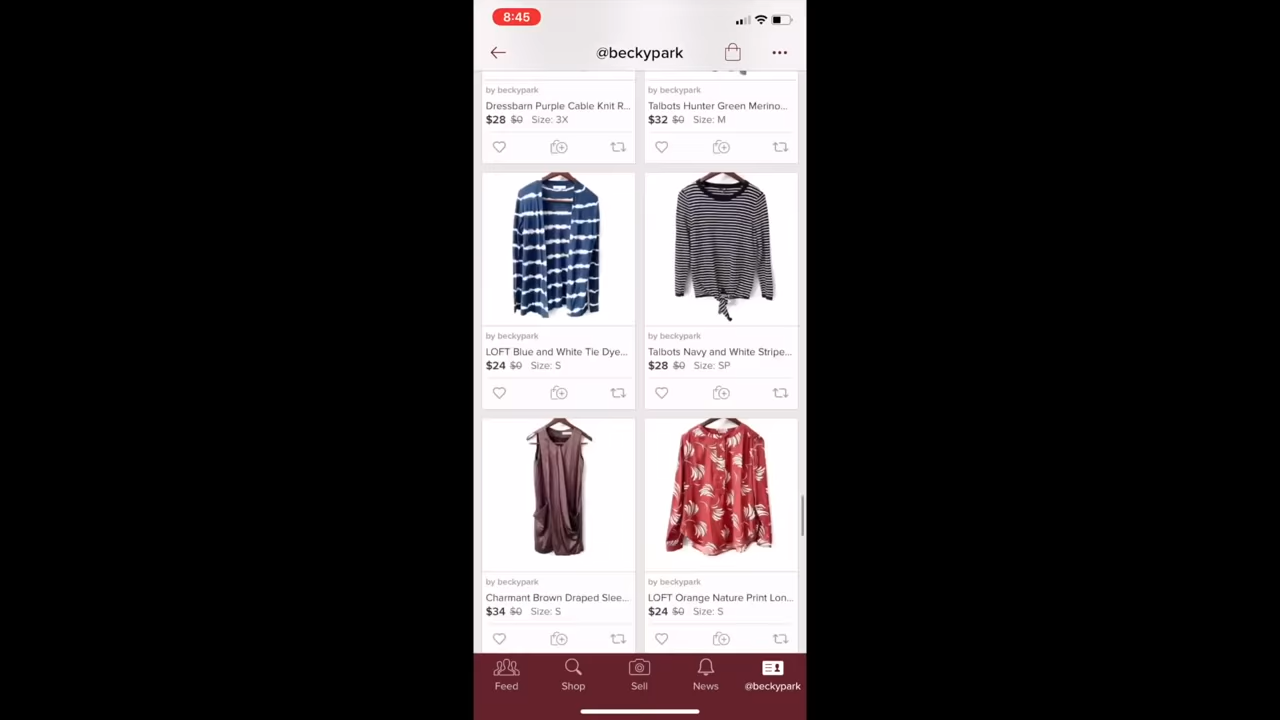 8:45
@beckypark
by beckypark
Dressbarn Purple Cable Knit R...
$28 $0 Size: 3X
by beckypark
Talbots Hunter Green Merino...
$32 $0 Size: M
by beckypark
LOFT Blue and White Tie Dye...
$24 $0 Size: S
by beckypark
Talbots Navy and White Stripe...
$28 $0 Size: SP
by beckypark
Charmant Brown Draped Slee...
$34 $0 Size: S
by beckypark
LOFT Orange Nature Print Lon...
$24 $0 Size: S
Feed
Shop
Sell
News
@beckypark